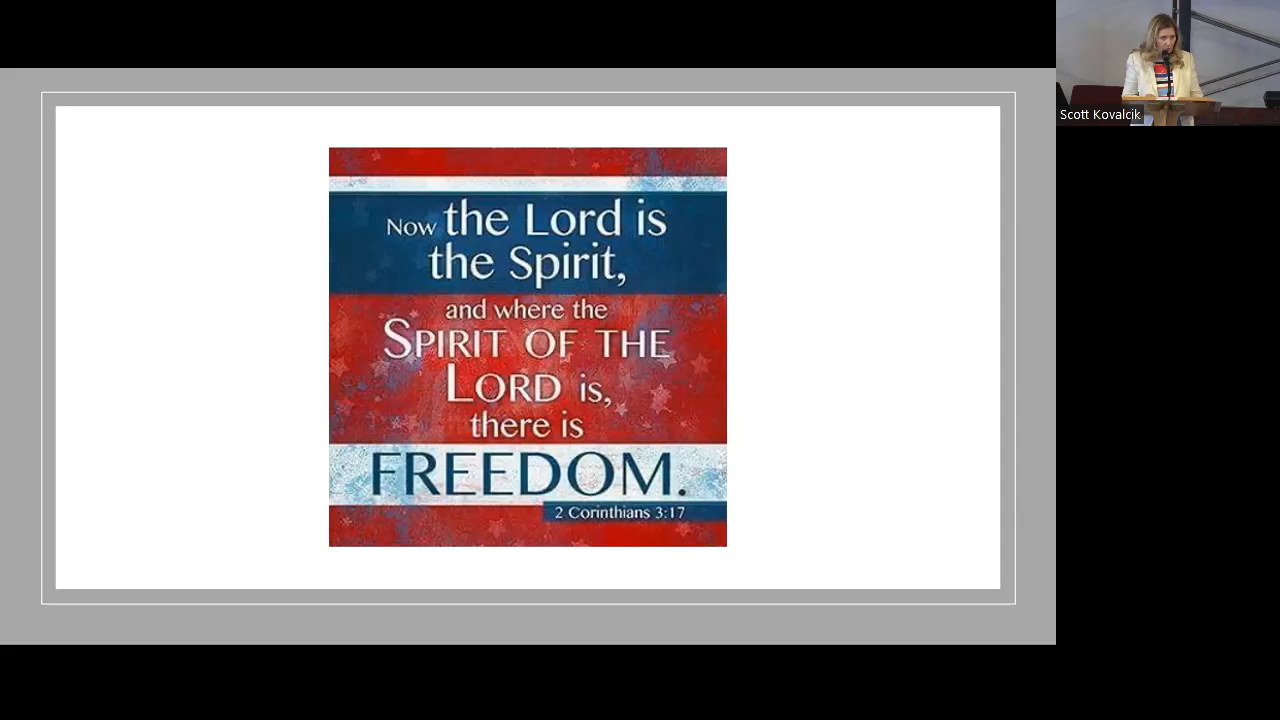 Now the Lord is
the Spirit,
and where the
SPIRIT OF THE
LORD is,
there is
FREEDOM.
2 Corinthians 3:17
Scott Kovalcik